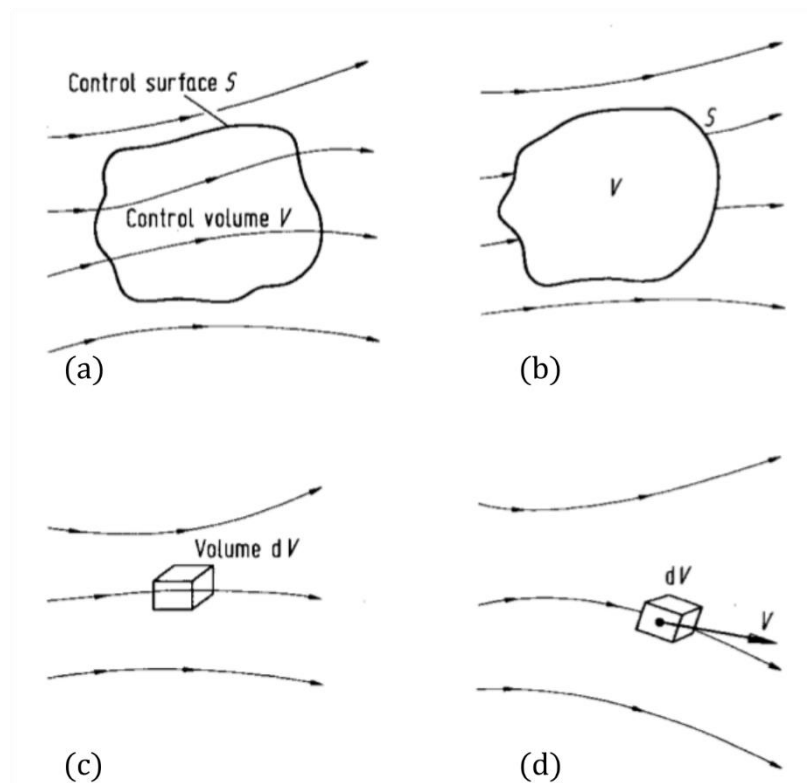 Control surface S
Control volume V
(a)
S
V
(b)
Volume dV
(c)
dV
V
(d)